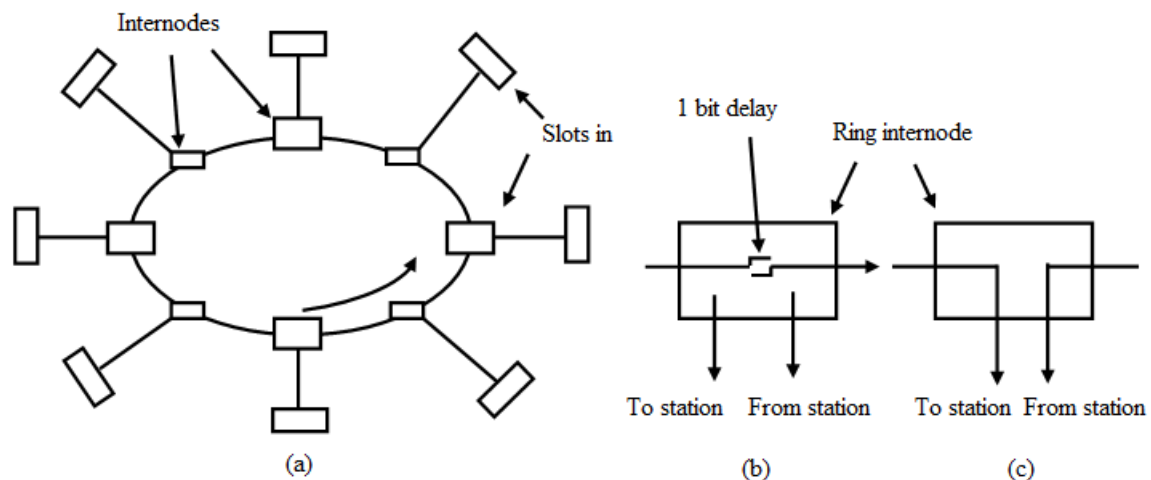 Internodes
Slots in
(a)
1 bit delay
Ring internode
To station
From station
(b)
To station
From station
(c)